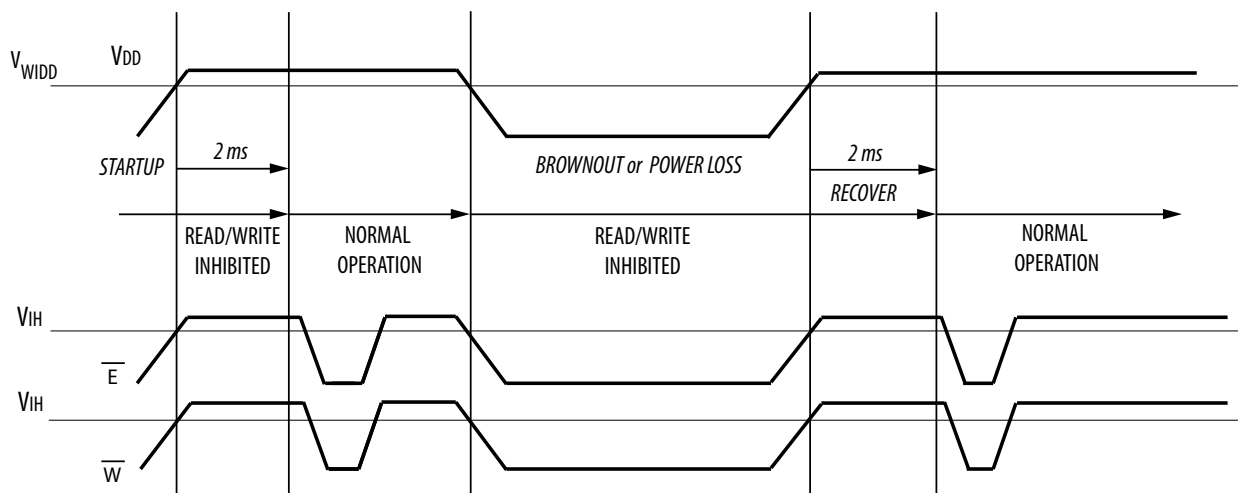 VWIDD
VDD
STARTUP
2 ms
BROWNOUT or POWER LOSS
2 ms
RECOVER
READ/WRITE
INHIBITED
NORMAL
OPERATION
READ/WRITE
INHIBITED
NORMAL
OPERATION
VIH
E̅
VIH
W̅